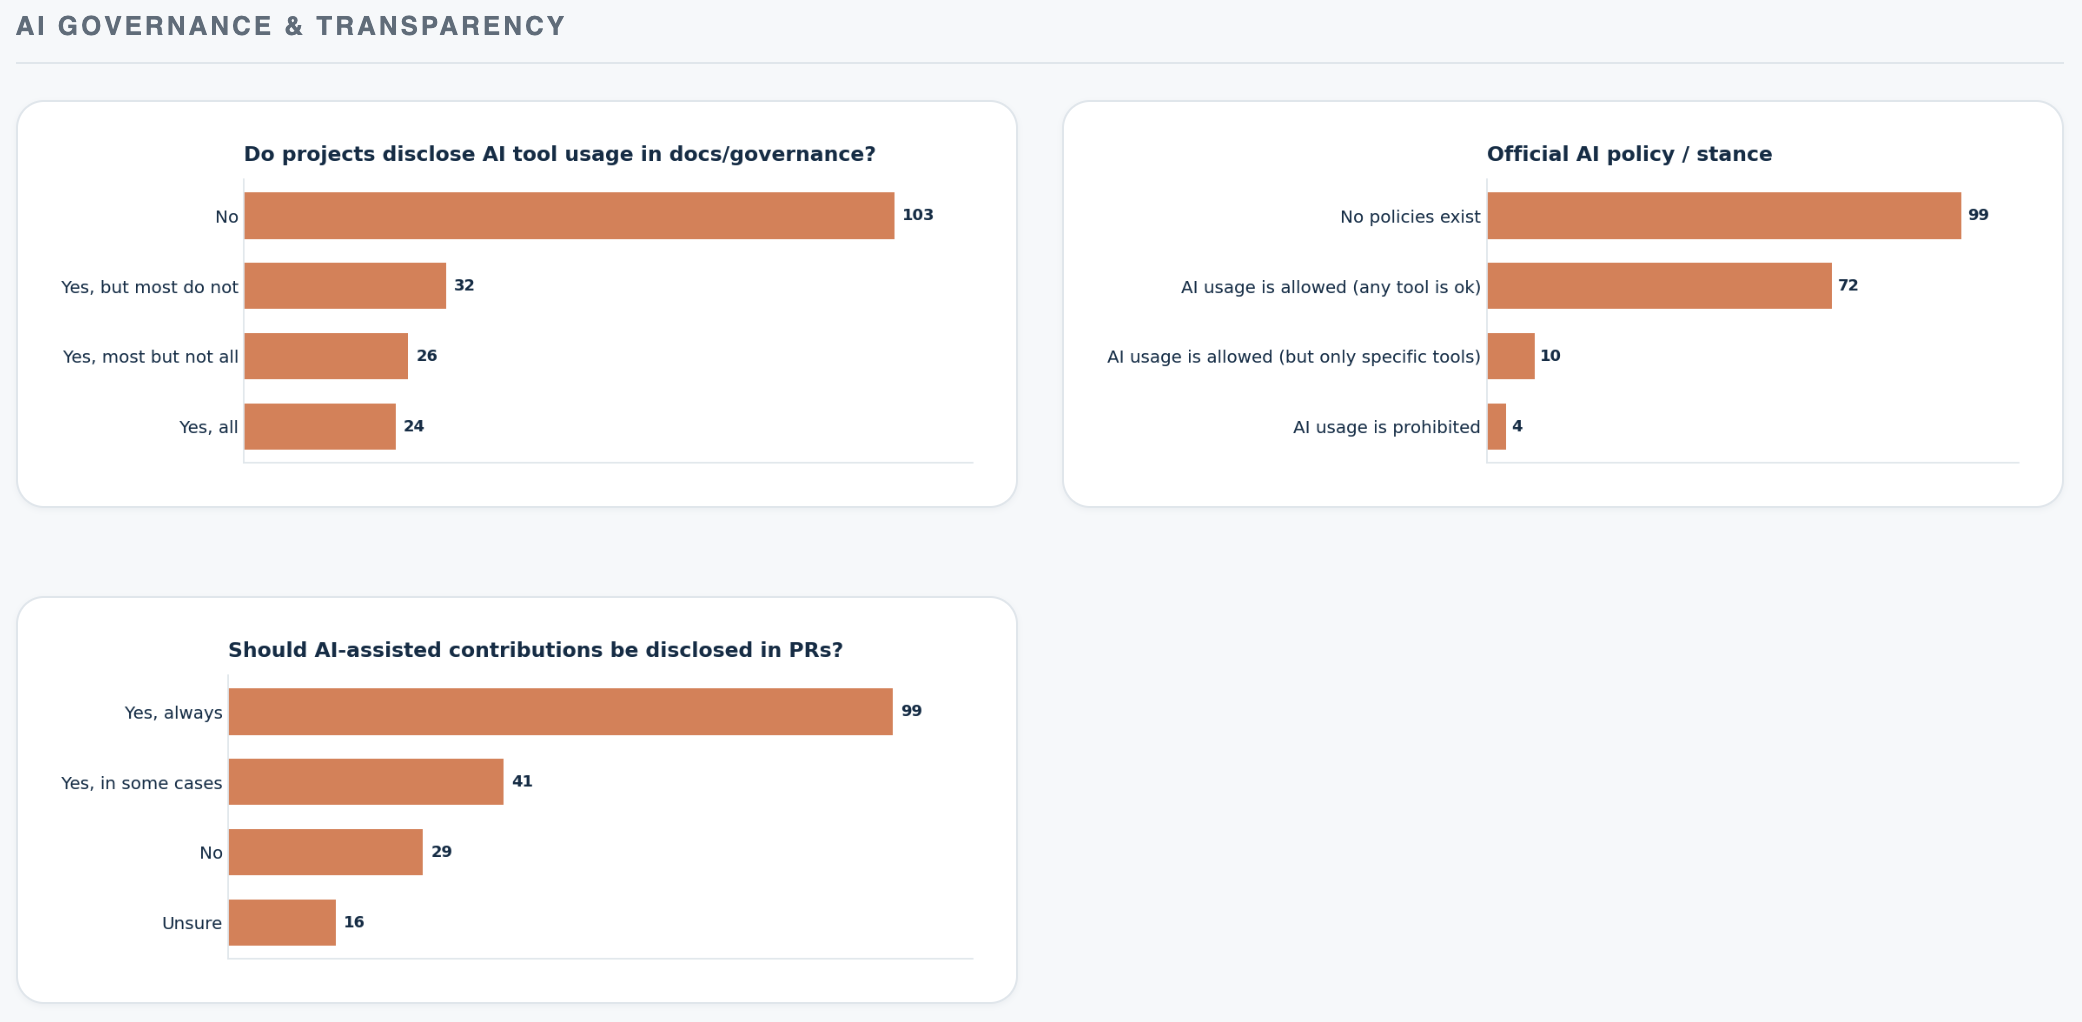 AI GOVERNANCE & TRANSPARENCY
Do projects disclose AI tool usage in docs/governance?
No 103
Yes, but most do not 32
Yes, most but not all 26
Yes, all 24
Official AI policy / stance
No policies exist 99
AI usage is allowed (any tool is ok) 72
AI usage is allowed (but only specific tools) 10
AI usage is prohibited 4
Should AI-assisted contributions be disclosed in PRs?
Yes, always 99
Yes, in some cases 41
No 29
Unsure 16